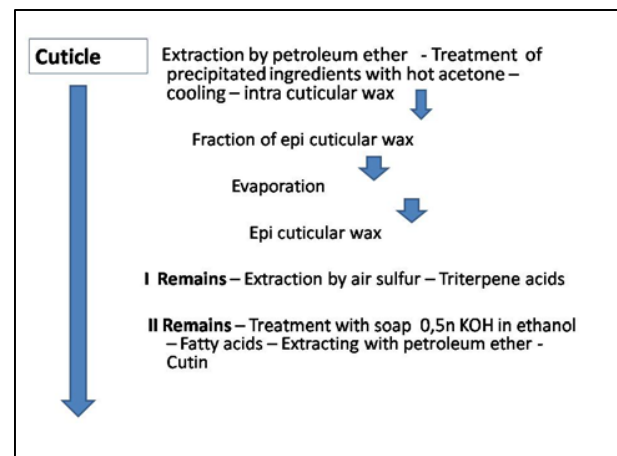 Cuticle
Extraction by petroleum ether - Treatment of
precipitated ingredients with hot acetone –
cooling – intra cuticular wax
Fraction of epi cuticular wax
Evaporation
Epi cuticular wax
I Remains – Extraction by air sulfur – Triterpene acids
II Remains – Treatment with soap 0,5n KOH in ethanol
– Fatty acids – Extracting with petroleum ether -
Cutin